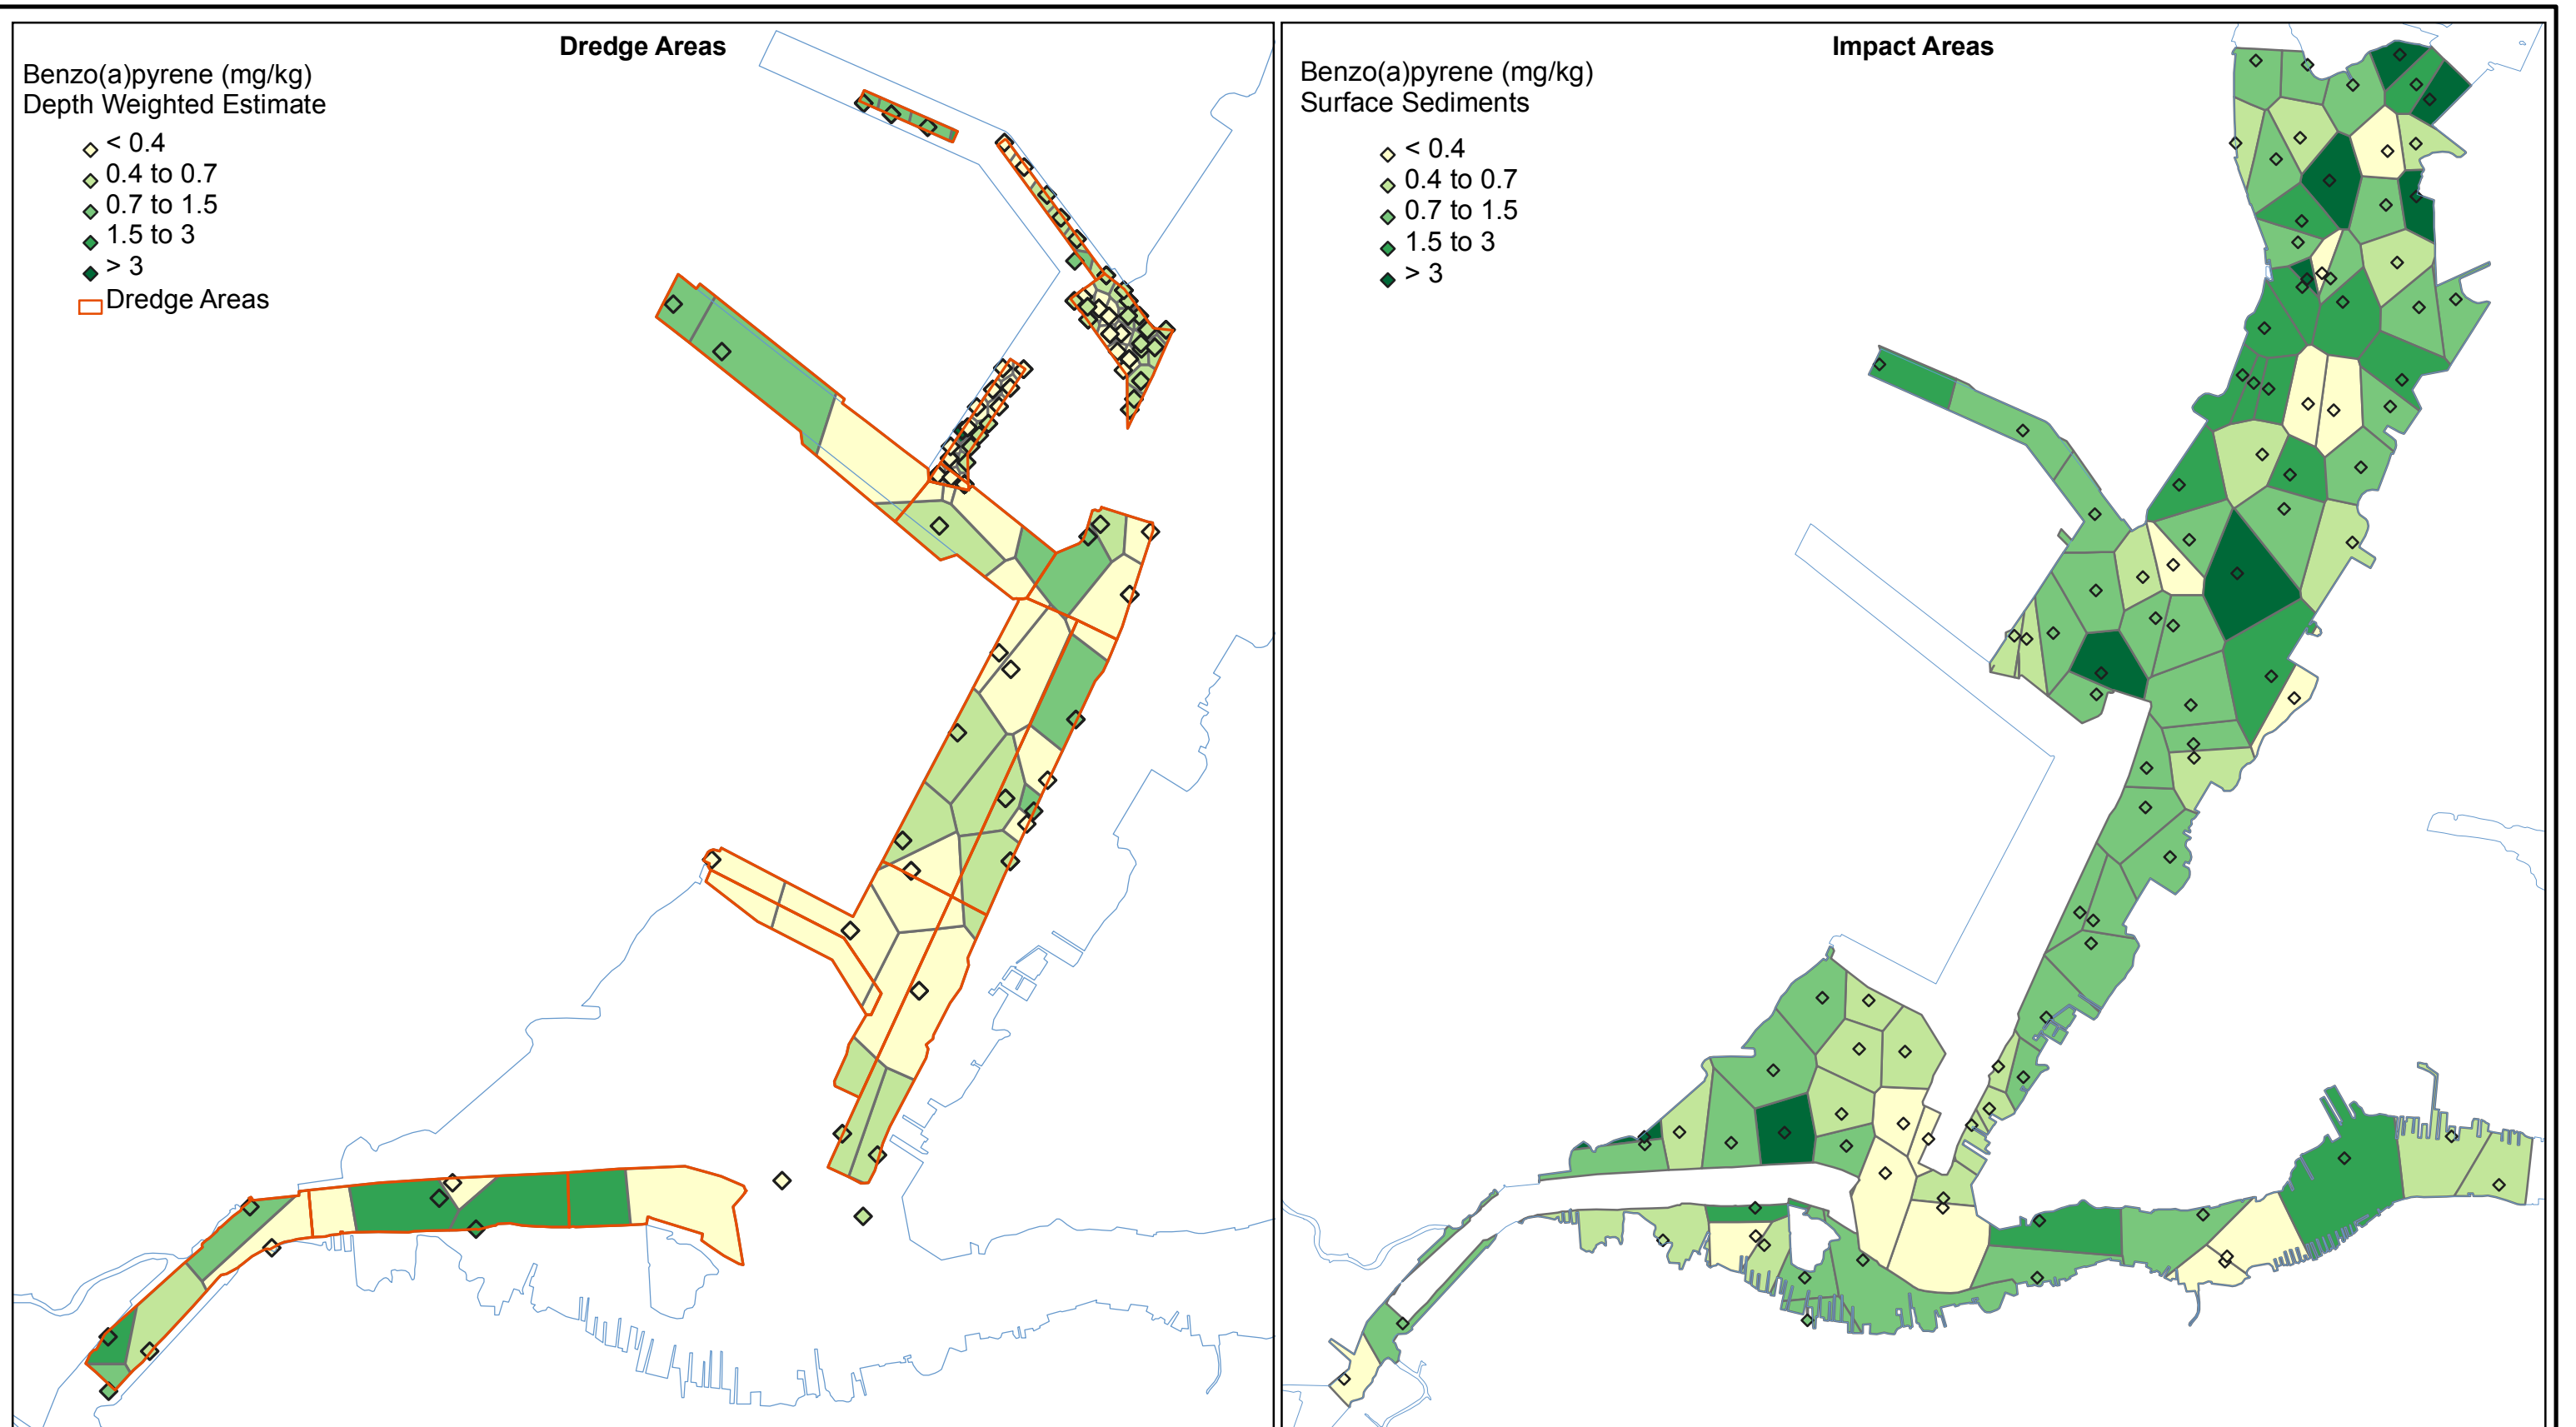 Dredge Areas
Benzo(a)pyrene (mg/kg)
Depth Weighted Estimate
< 0.4
0.4 to 0.7
0.7 to 1.5
1.5 to 3
> 3
Dredge Areas
Impact Areas
Benzo(a)pyrene (mg/kg)
Surface Sediments
< 0.4
0.4 to 0.7
0.7 to 1.5
1.5 to 3
> 3